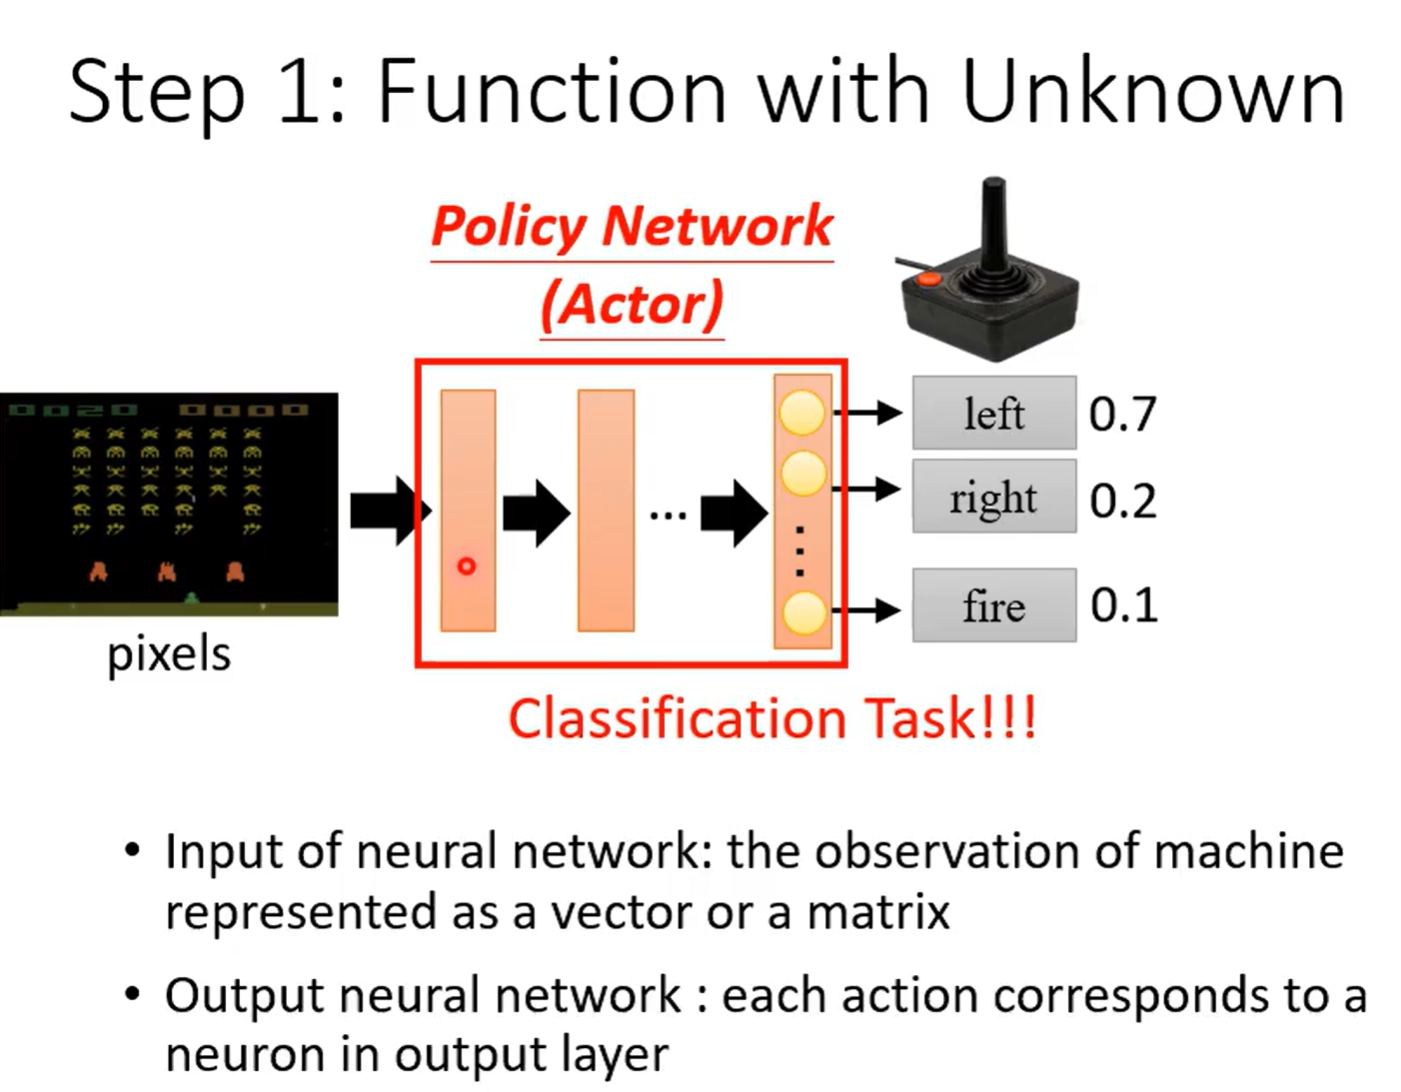 Step 1: Function with Unknown
Policy Network
(Actor)
0020 0000
left 0.7
right 0.2
...
fire 0.1
pixels
Classification Task!!!
• Input of neural network: the observation of machine
represented as a vector or a matrix
• Output neural network : each action corresponds to a
neuron in output layer